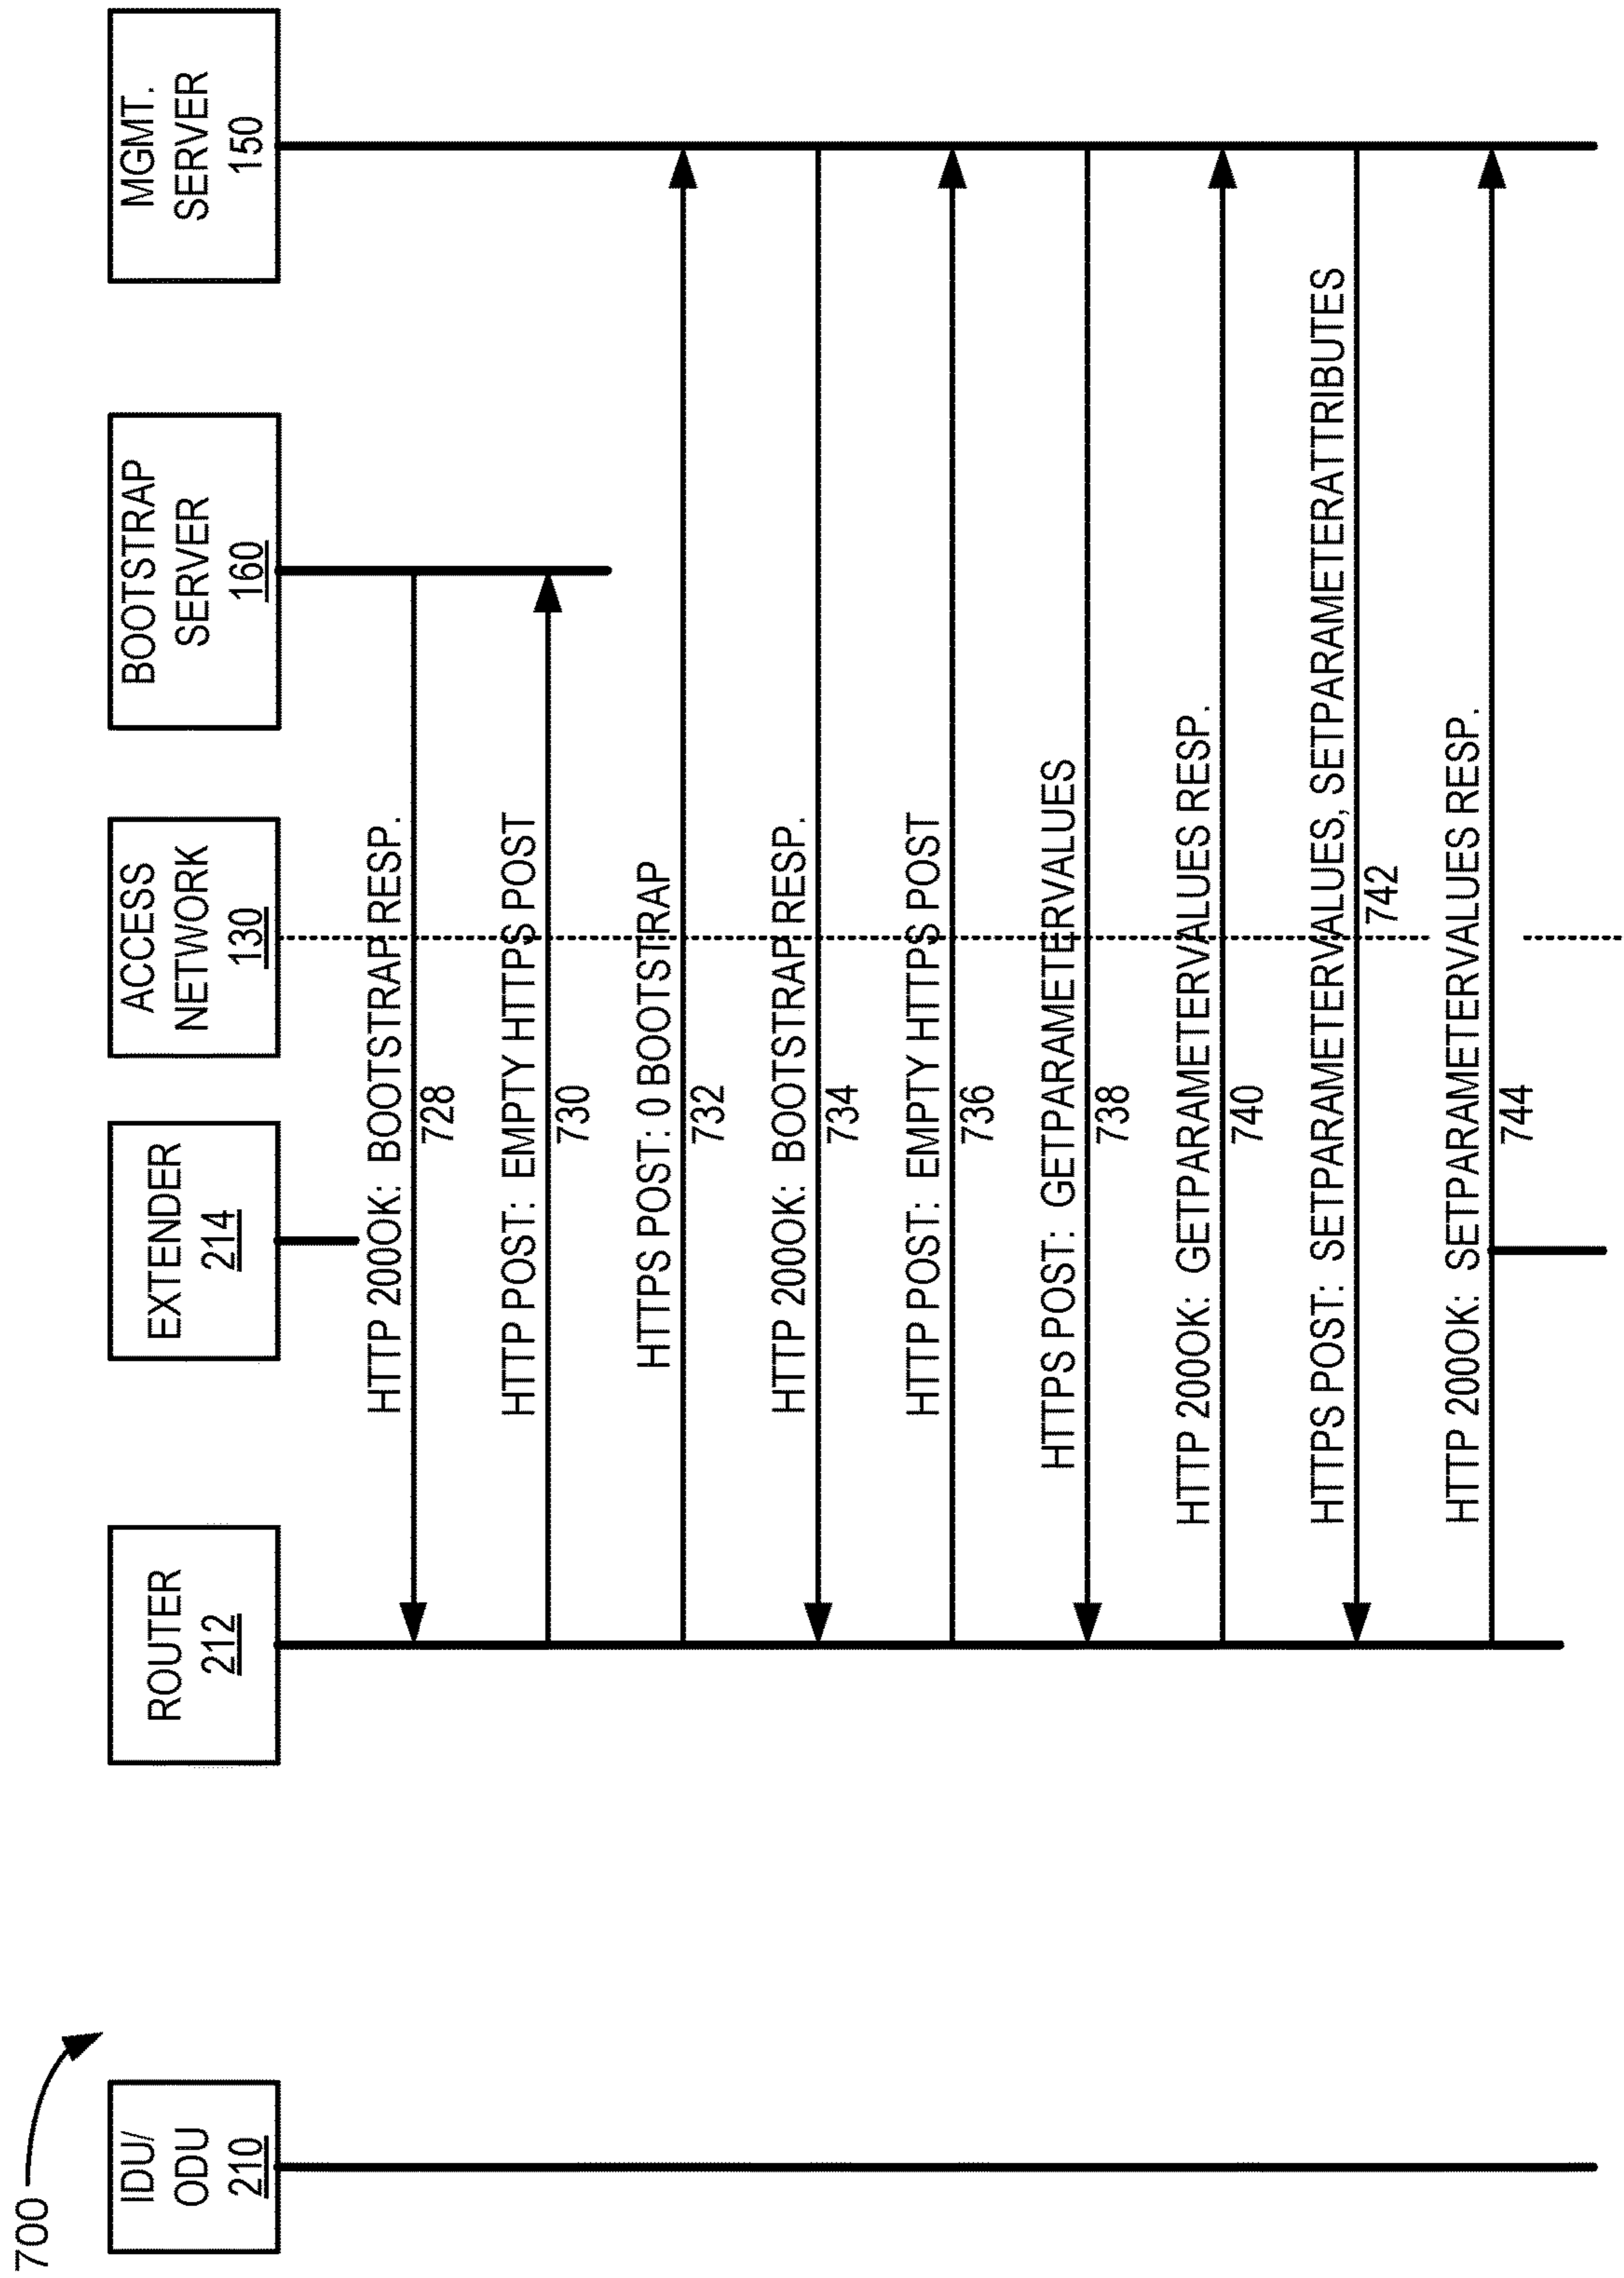 700
IDU/
ODU
210
ROUTER
212
EXTENDER
214
ACCESS
NETWORK
130
BOOTSTRAP
SERVER
160
MGMT.
SERVER
150
HTTP 200OK: BOOTSTRAP RESP.
728
HTTP POST: EMPTY HTTPS POST
730
HTTPS POST: 0 BOOTSTRAP
732
HTTP 200OK: BOOTSTRAP RESP.
734
HTTP POST: EMPTY HTTPS POST
736
HTTPS POST: GETPARAMETERVALUES
738
HTTP 200OK: GETPARAMETERVALUES RESP.
740
HTTPS POST: SETPARAMETERVALUES, SETPARAMETERATTRIBUTES
742
HTTP 200OK: SETPARAMETERVALUES RESP.
744